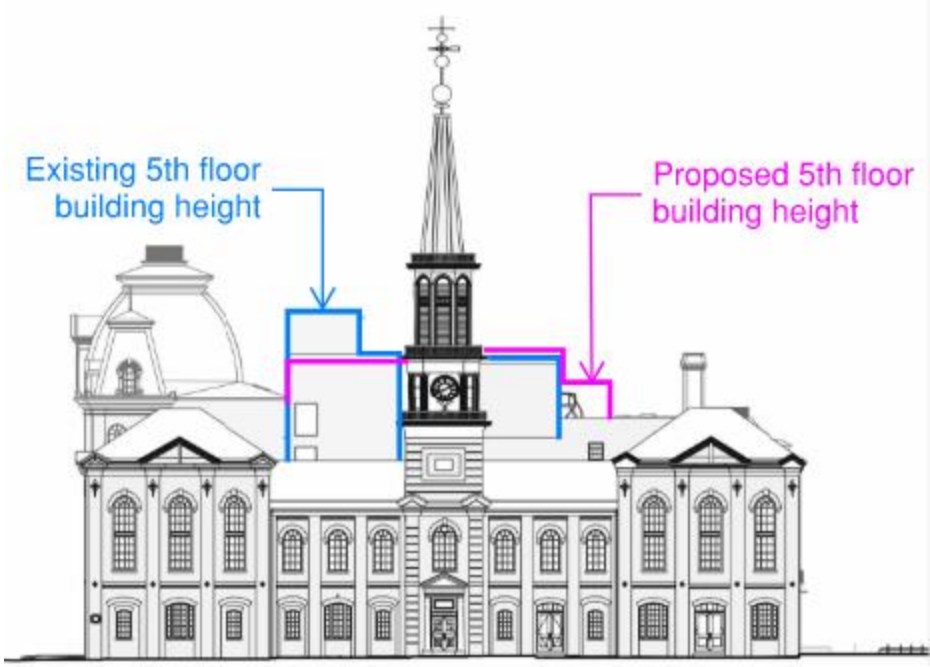 Existing 5th floor
building height
Proposed 5th floor
building height